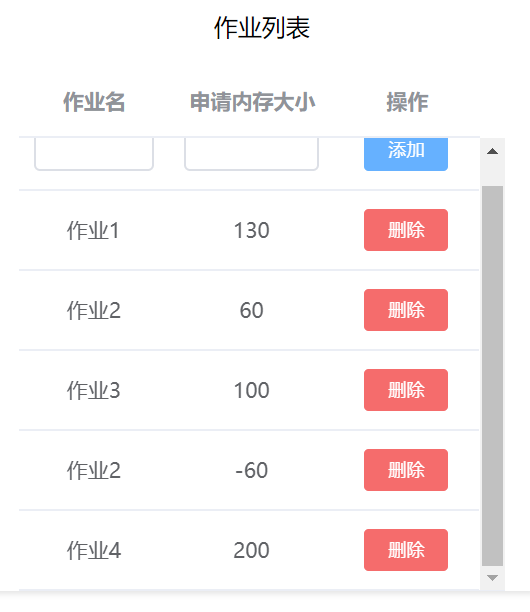 作业列表
作业名 申请内存大小 操作
添加
作业1 130 删除
作业2 60 删除
作业3 100 删除
作业2 -60 删除
作业4 200 删除